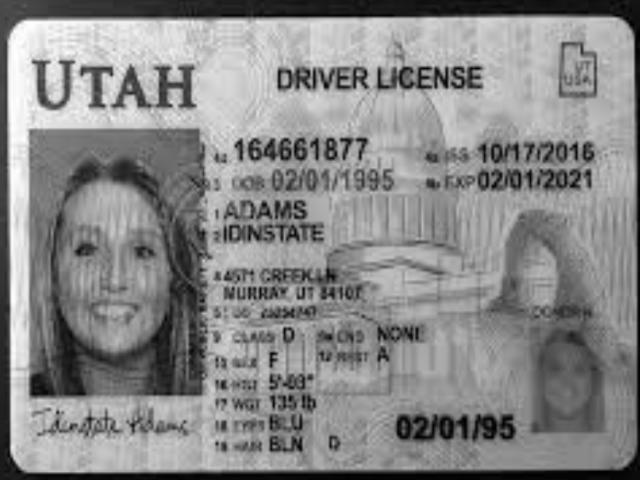 UTAH
DRIVER LICENSE
UT
USA
4d 164661877
4a ISS 10/17/2016
3 DOB 02/01/1995
4b EXP 02/01/2021
1 ADAMS
2 IDINSTATE
8 4571 CREEK LN
MURRAY, UT 84107
5 DD
9 CLASS D
9a END NONE
15 SEX F
12 REST A
16 HGT 5'-03"
17 WGT 135 lb
18 EYES BLU
19 HAIR BLN D
DONOR
Idinstate Adams
02/01/95